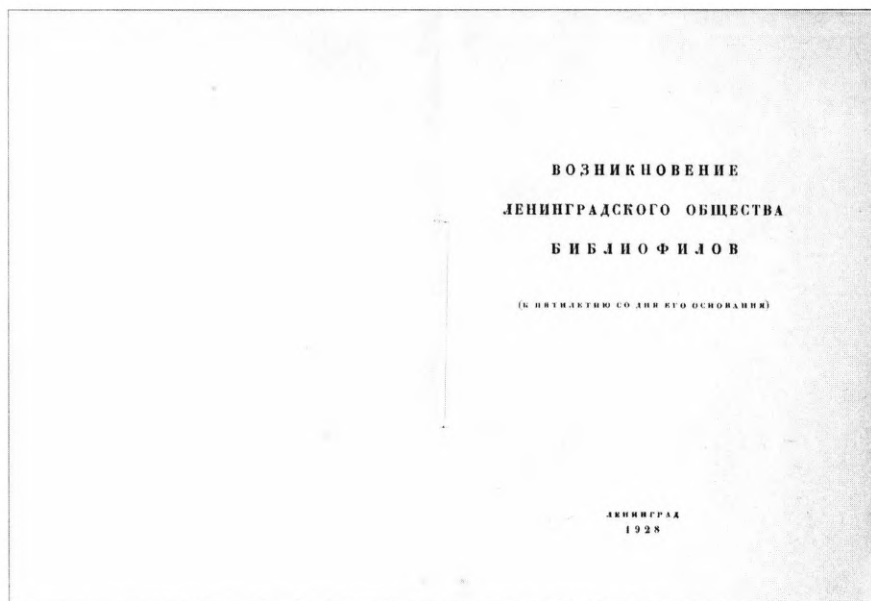 ВОЗНИКНОВЕНИЕ
ЛЕНИНГРАДСКОГО ОБЩЕСТВА
БИБЛИОФИЛОВ
(К ПЯТИЛЕТИЮ СО ДНЯ ЕГО ОСНОВАНИЯ)
ЛЕНИНГРАД
1928